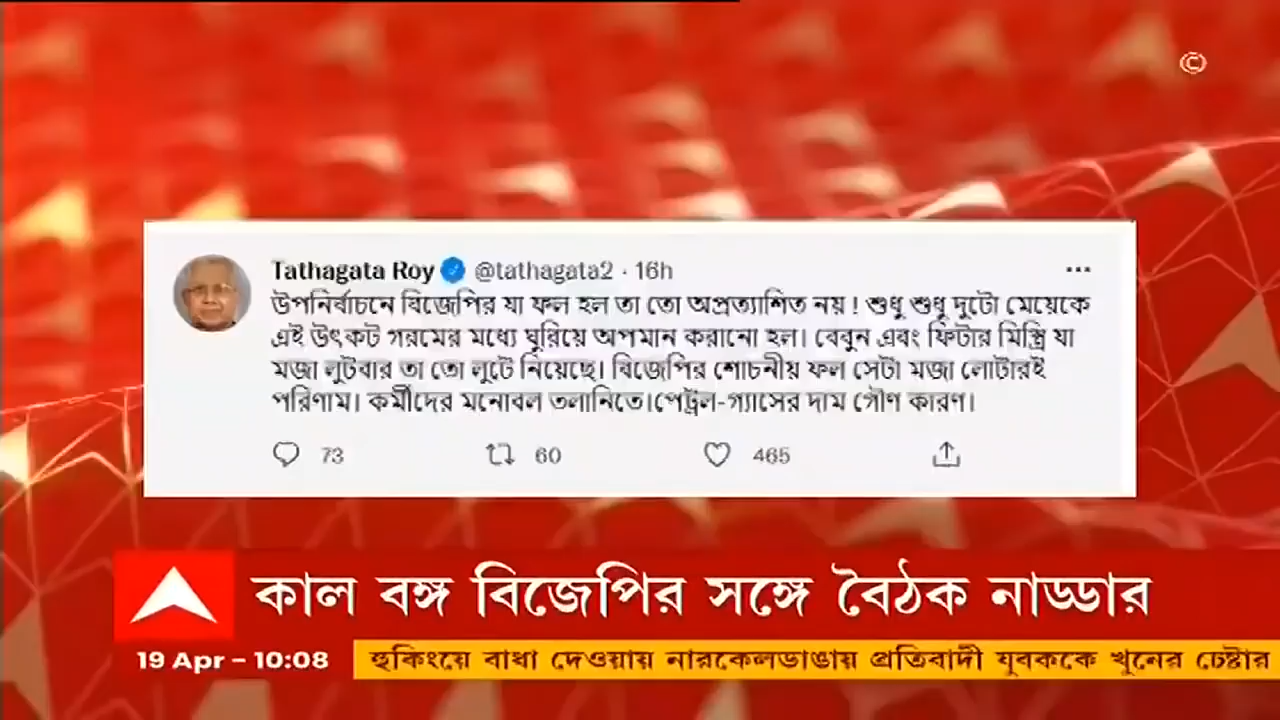 ©
Tathagata Roy @tathagata2 · 16h
উপনির্বাচনে বিজেপির যা ফল হল তা তো অপ্রত্যাশিত নয় ! শুধু শুধু দুটো মেয়েকে
এই উৎকট গরমের মধ্যে ঘুরিয়ে অপমান করানো হল। বেবুন এবং ফিটার মিস্ত্রি যা
মজা লুটবার তা তো লুটে নিয়েছে। বিজেপির শোচনীয় ফল সেটা মজা লোটারই
পরিণাম। কর্মীদের মনোবল তলানিতে।পেট্রল-গ্যাসের দাম গৌণ কারণ।
73 60 465
কাল বঙ্গ বিজেপির সঙ্গে বৈঠক নাড্ডার
19 Apr – 10:08
হুকিংয়ে বাধা দেওয়ায় নারকেলডাঙায় প্রতিবাদী যুবককে খুনের চেষ্টার